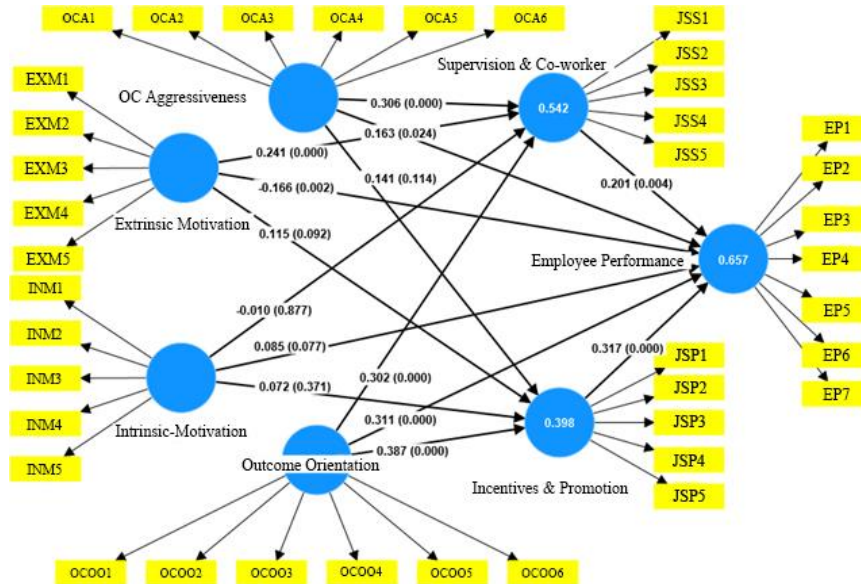 OCA1
OCA2
OCA3
OCA4
OCA5
OCA6
JSS1
JSS2
JSS3
JSS4
JSS5
Supervision & Co-worker
0.542
OC Aggressiveness
EXM1
EXM2
EXM3
EXM4
EXM5
Extrinsic Motivation
0.306 (0.000)
0.163 (0.024)
0.241 (0.000)
0.141 (0.114)
-0.166 (0.002)
0.115 (0.092)
0.201 (0.004)
EP1
EP2
EP3
EP4
EP5
EP6
EP7
Employee Performance
0.657
INM1
INM2
INM3
INM4
INM5
Intrinsic-Motivation
-0.010 (0.877)
0.085 (0.077)
0.072 (0.371)
0.302 (0.000)
0.311 (0.000)
0.387 (0.000)
0.317 (0.000)
Outcome Orientation
0.398
Incentives & Promotion
JSP1
JSP2
JSP3
JSP4
JSP5
OCOO1
OCOO2
OCOO3
OCOO4
OCOO5
OCOO6